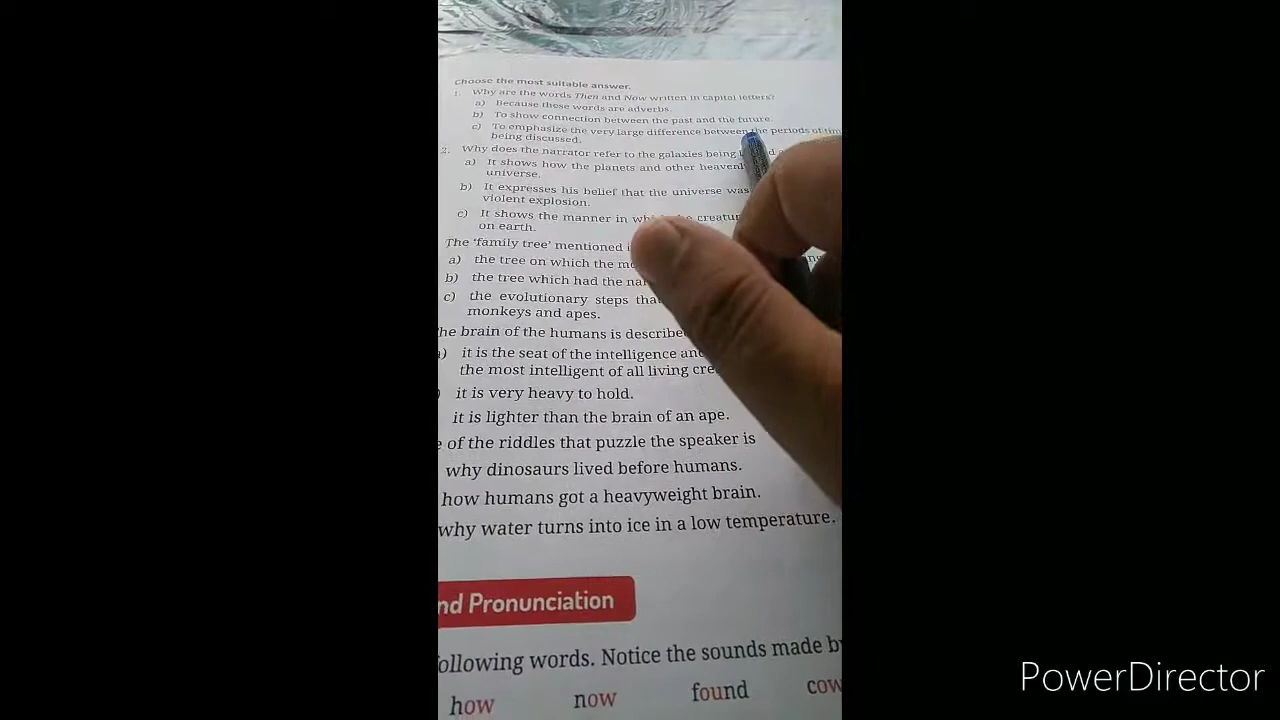 Choose the most suitable answer.
1. Why are the words Then and Now written in capital letters?
a) Because these words are adverbs.
b) To show connection between the past and the future.
c) To emphasize the very large difference between the periods of tim
being discussed.
2. Why does the narrator refer to the galaxies being
a) It shows how the planets and other heavenl
universe.
b) It expresses his belief that the universe was
violent explosion.
c) It shows the manner in which the creatur
on earth.
The 'family tree' mentioned i
a) the tree on which the mo
b) the tree which had the na
c) the evolutionary steps tha
monkeys and apes.
he brain of the humans is describe
) it is the seat of the intelligence and
the most intelligent of all living cre
) it is very heavy to hold.
it is lighter than the brain of an ape.
e of the riddles that puzzle the speaker is
why dinosaurs lived before humans.
how humans got a heavyweight brain.
why water turns into ice in a low temperature.
nd Pronunciation
ollowing words. Notice the sounds made by
how now found cow
PowerDirector